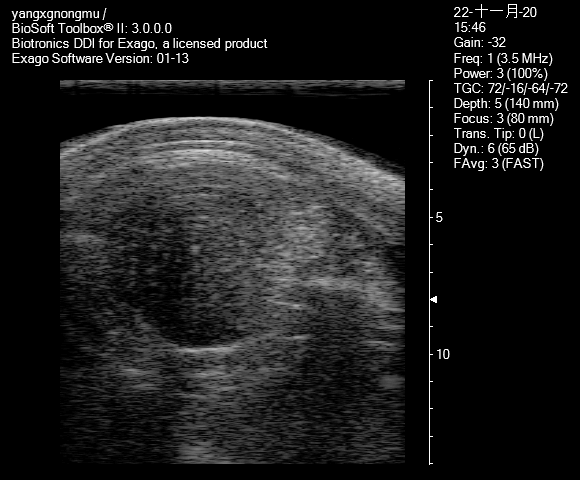 yangxgnongmu /
BioSoft Toolbox® II: 3.0.0.0
Biotronics DDI for Exago, a licensed product
Exago Software Version: 01-13
22-十一月-20
15:46
Gain: -32
Freq: 1 (3.5 MHz)
Power: 3 (100%)
TGC: 72/-16/-64/-72
Depth: 5 (140 mm)
Focus: 3 (80 mm)
Trans. Tip: 0 (L)
Dyn.: 6 (65 dB)
FAvg: 3 (FAST)
5
10